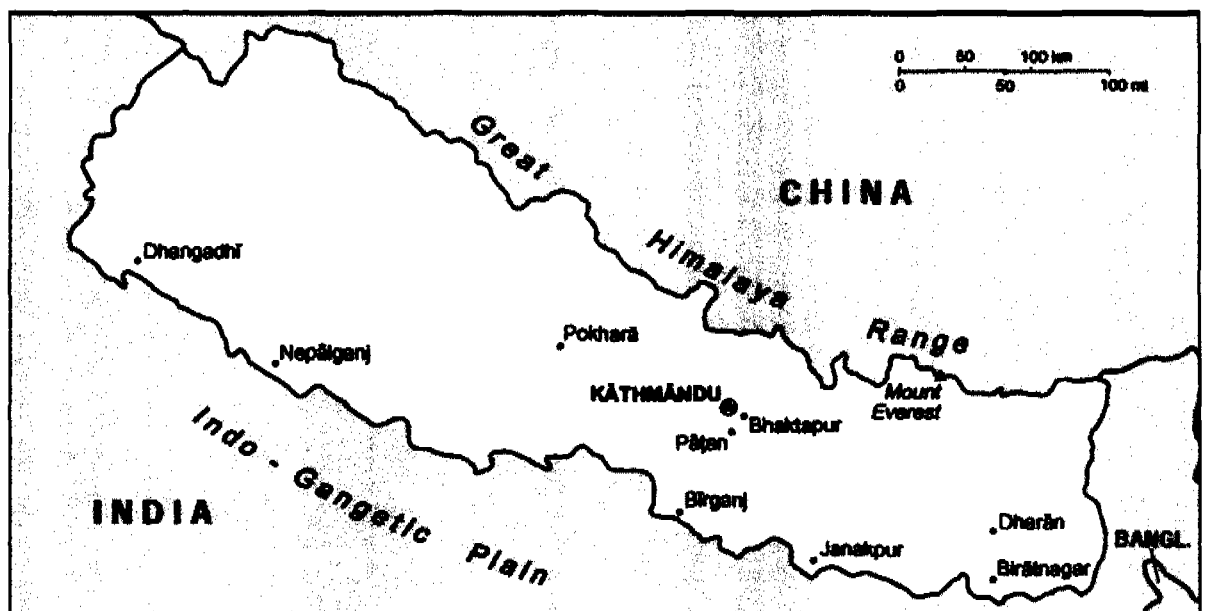 0 50 100 km
0 50 100 mi
Great
Himalaya
Range
CHINA
Dhangadhī
Nepālganj
Pokharā
KĀTHMĀNDU
Bhaktapur
Pāṭan
Mount
Everest
Indo - Gangetic Plain
INDIA
Bīrganj
Janakpur
Dharān
Birātnagar
BANGL.